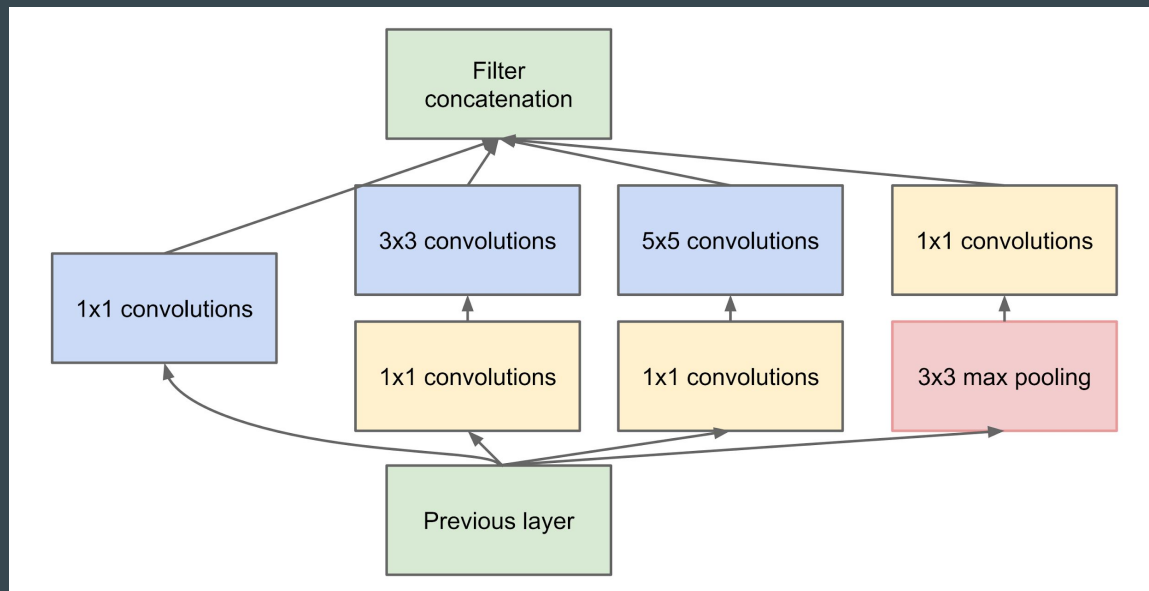 Filter
concatenation
3x3 convolutions
5x5 convolutions
1x1 convolutions
1x1 convolutions
1x1 convolutions
1x1 convolutions
3x3 max pooling
Previous layer